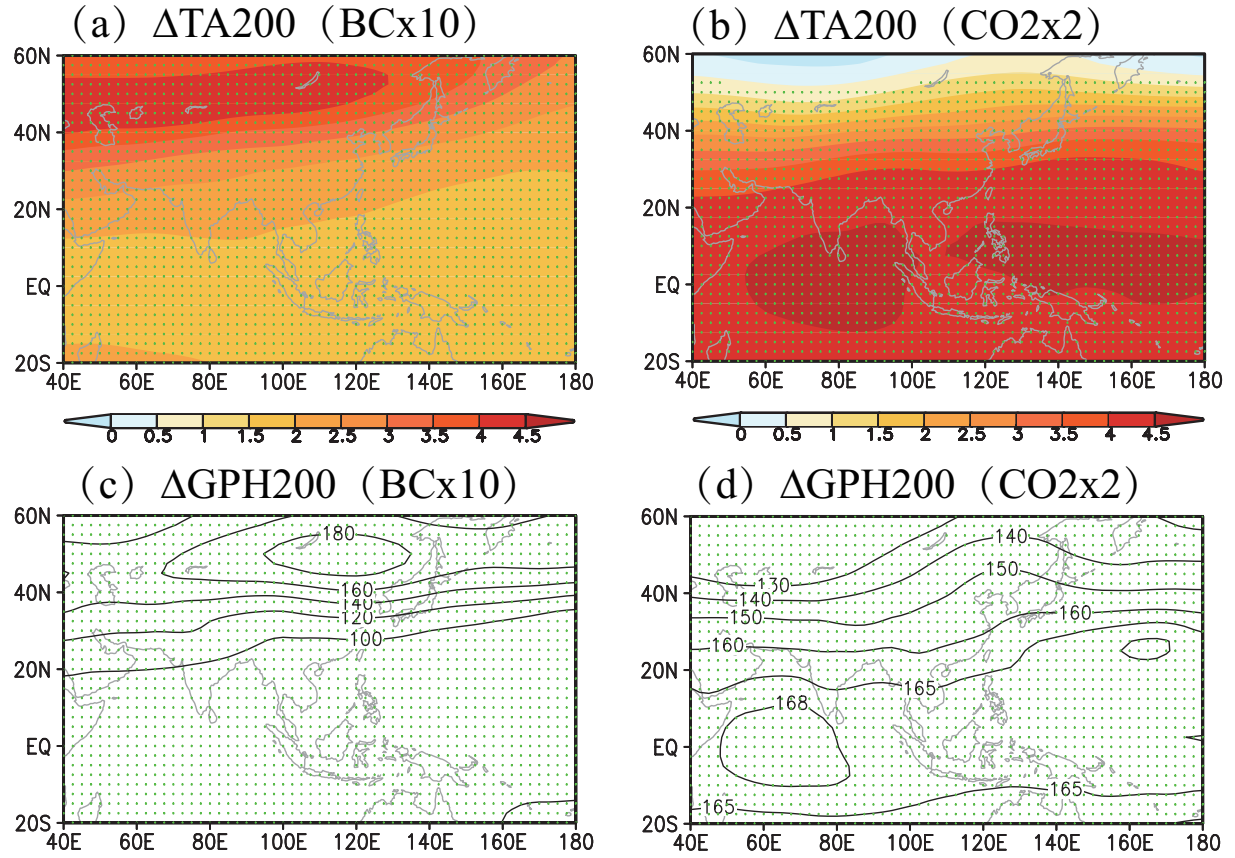 (a) ΔTA200 (BCx10)
60N
40N
20N
EQ
20S
40E 60E 80E 100E 120E 140E 160E 180
0 0.5 1 1.5 2 2.5 3 3.5 4 4.5
(b) ΔTA200 (CO2x2)
60N
40N
20N
EQ
20S
40E 60E 80E 100E 120E 140E 160E 180
0 0.5 1 1.5 2 2.5 3 3.5 4 4.5
(c) ΔGPH200 (BCx10)
60N
40N
20N
EQ
20S
180
160
140
120
100
40E 60E 80E 100E 120E 140E 160E 180
(d) ΔGPH200 (CO2x2)
60N
40N
20N
EQ
20S
140
150
130
140
150
160
160
165
168
165
165
40E 60E 80E 100E 120E 140E 160E 180